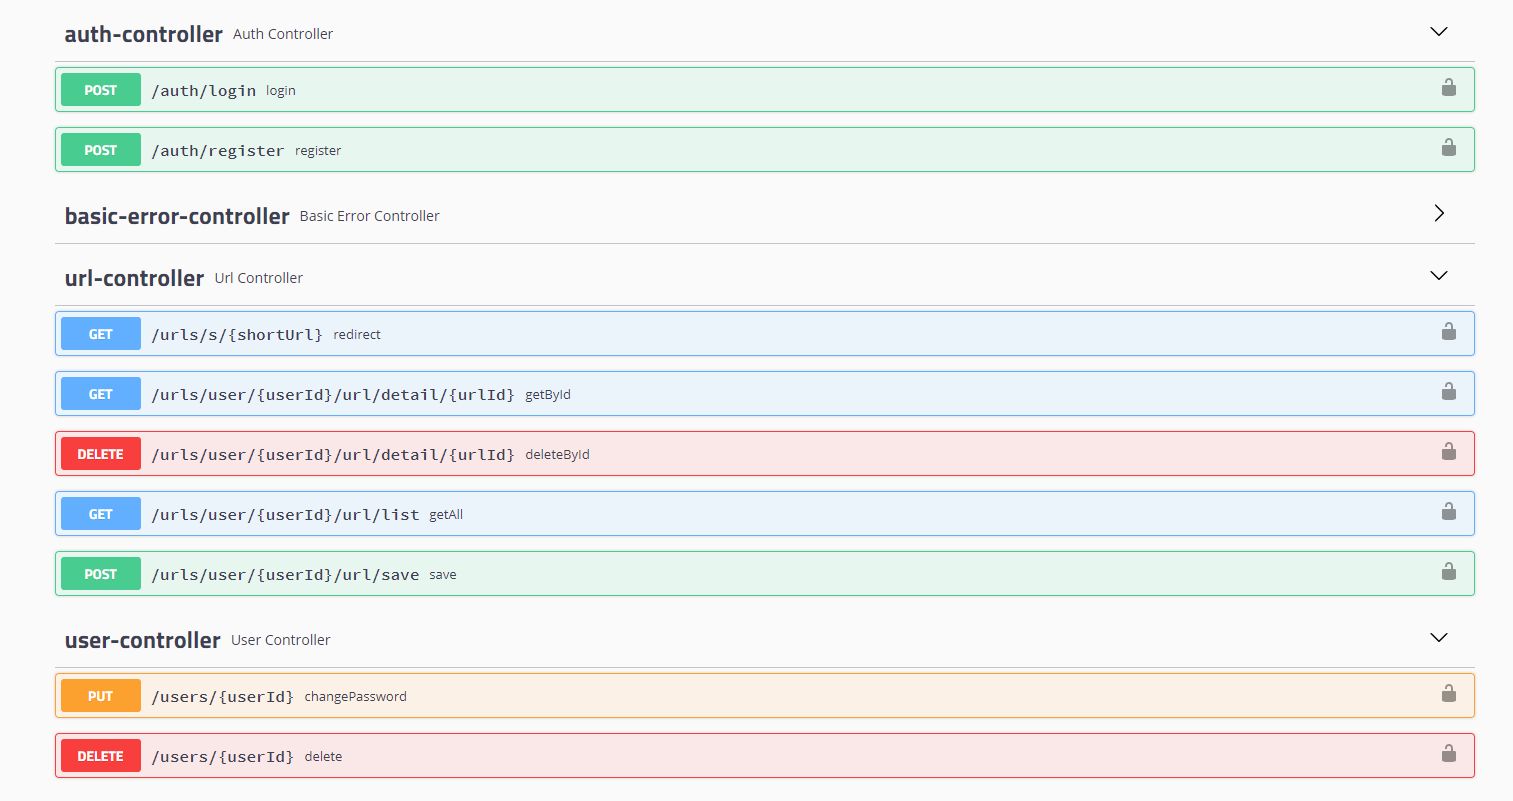 auth-controller Auth Controller
POST /auth/login login
POST /auth/register register
basic-error-controller Basic Error Controller
url-controller Url Controller
GET /urls/s/{shortUrl} redirect
GET /urls/user/{userId}/url/detail/{urlId} getById
DELETE /urls/user/{userId}/url/detail/{urlId} deleteById
GET /urls/user/{userId}/url/list getAll
POST /urls/user/{userId}/url/save save
user-controller User Controller
PUT /users/{userId} changePassword
DELETE /users/{userId} delete